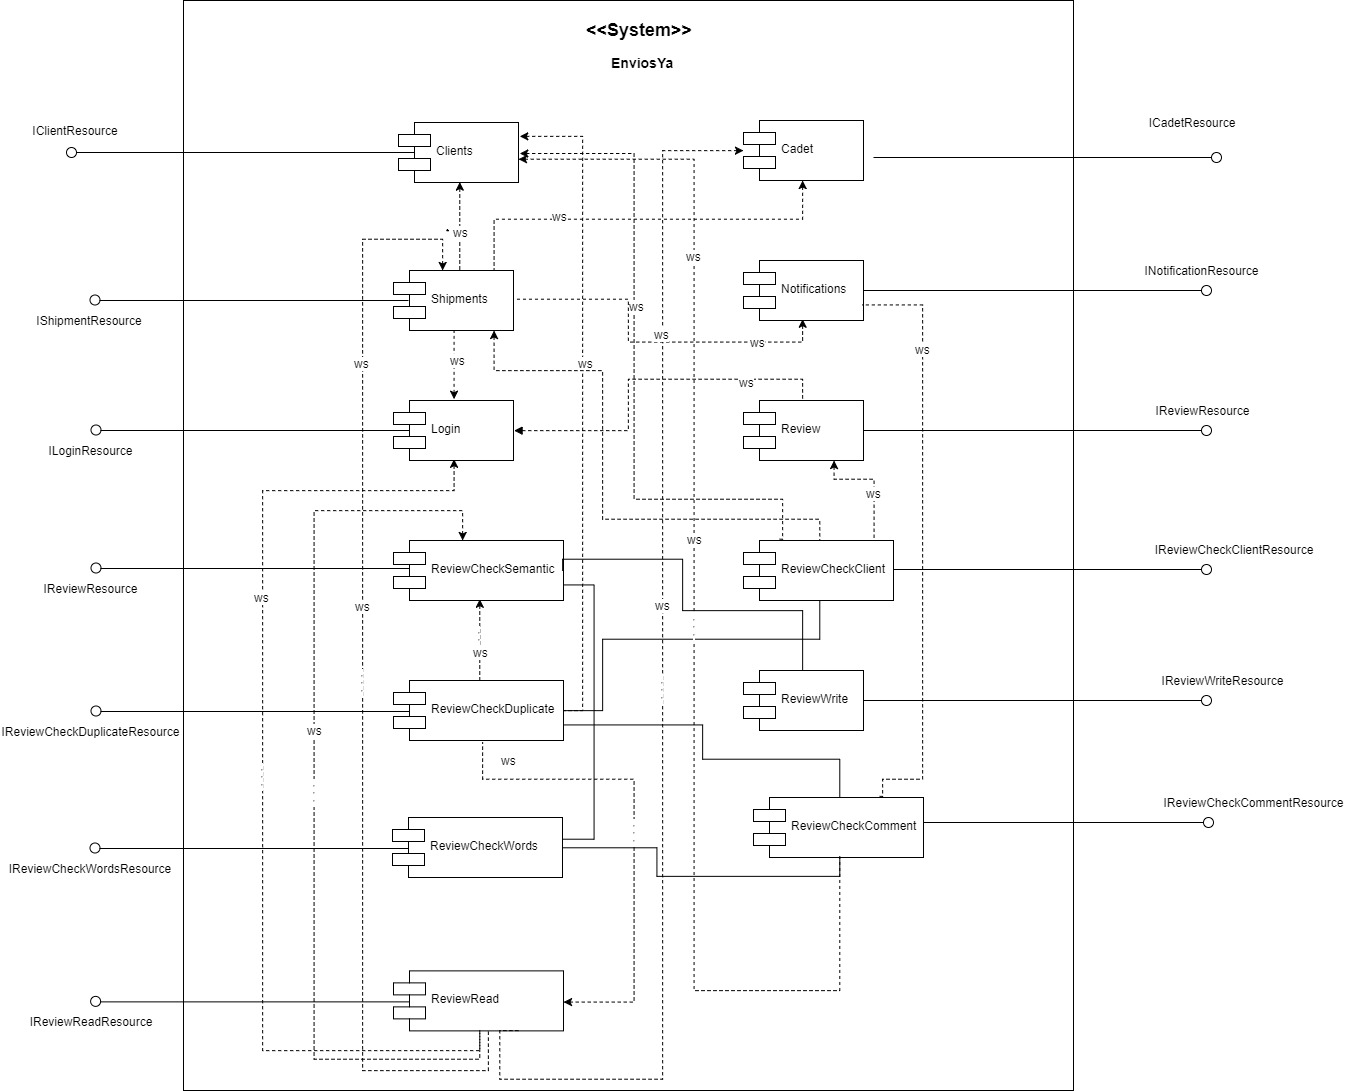 <<System>>
EnviosYa
IClientResource
ICadetResource
Clients
Cadet
ws
* ws
ws
INotificationResource
Notifications
Shipments
IShipmentResource
ws
ws
ws
ws
ws
ws
ws
ws
Login
ws
Review
IReviewResource
ILoginResource
ws
ws
IReviewCheckClientResource
ReviewCheckSemantic
ReviewCheckClient
IReviewResource
ws
ws
ws
ws
IReviewWriteResource
ReviewCheckDuplicate
ReviewWrite
IReviewCheckDuplicateResource
ws
ws
IReviewCheckCommentResource
ReviewCheckComment
ReviewCheckWords
IReviewCheckWordsResource
ReviewRead
IReviewReadResource